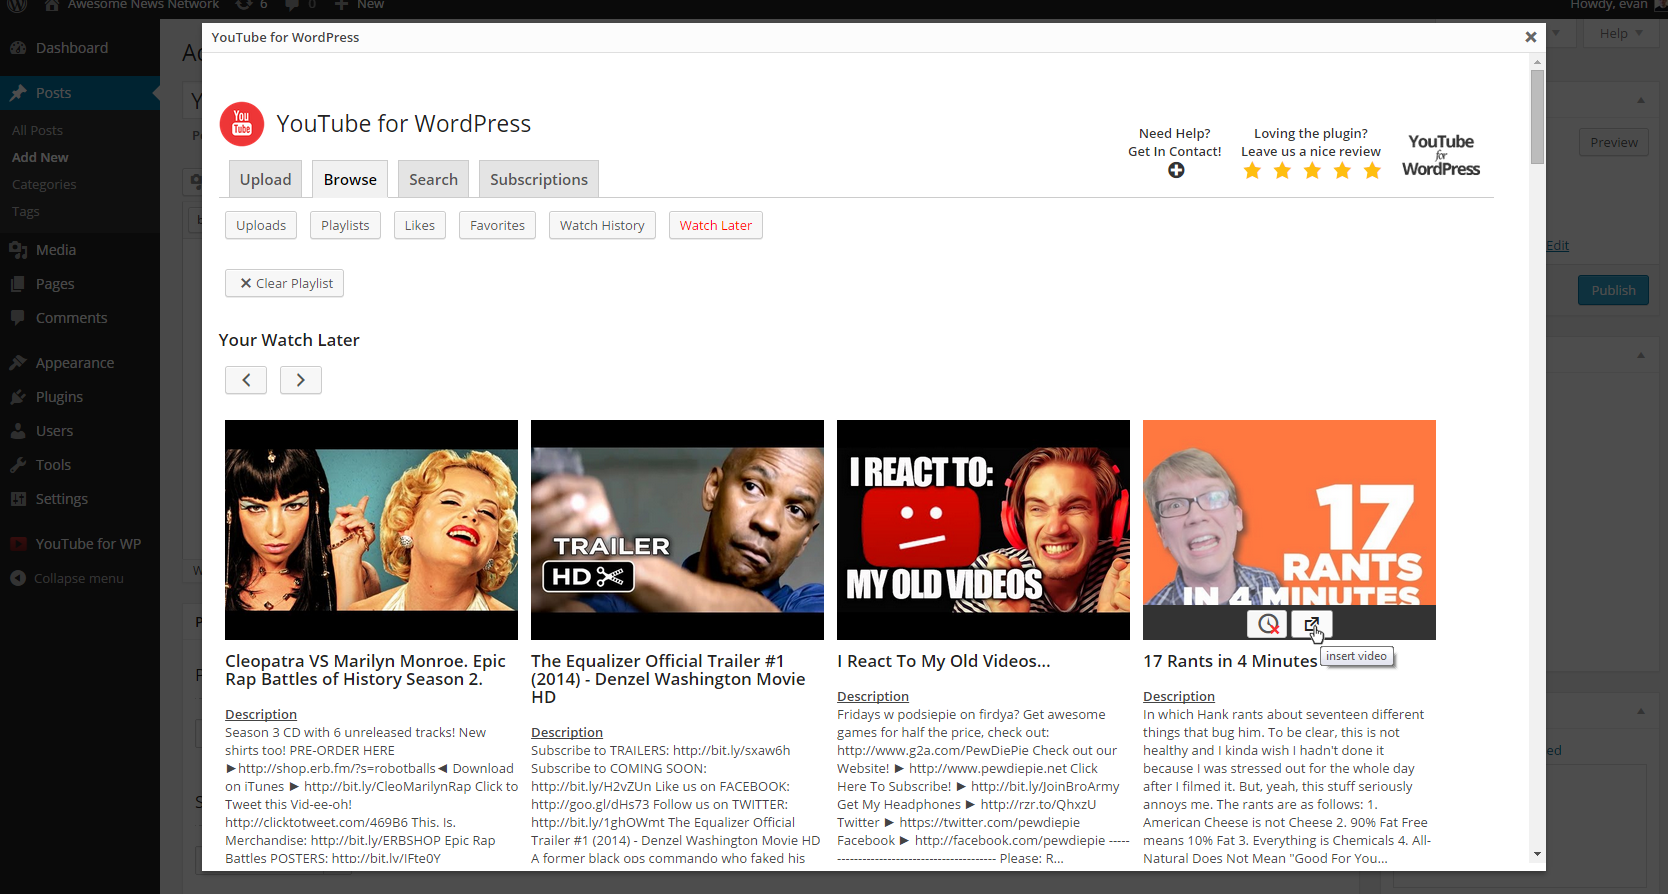 Awesome News Network
6
0
New
Howdy, evan
Dashboard
Posts
All Posts
Add New
Categories
Tags
Media
Pages
Comments
Appearance
Plugins
Users
Tools
Settings
YouTube for WP
Collapse menu
Help
Preview
Edit
Publish
YouTube for WordPress
You
Tube
YouTube for WordPress
Need Help?
Get In Contact!
Loving the plugin?
Leave us a nice review
YouTube
for
WordPress
Upload
Browse
Search
Subscriptions
Uploads
Playlists
Likes
Favorites
Watch History
Watch Later
Clear Playlist
Your Watch Later
TRAILER
HD
I REACT TO:
MY OLD VIDEOS
17
RANTS
IN 4 MINUTES
insert video
Cleopatra VS Marilyn Monroe. Epic
Rap Battles of History Season 2.
Description
Season 3 CD with 6 unreleased tracks! New
shirts too! PRE-ORDER HERE
►http://shop.erb.fm/?s=robotballs◄ Download
on iTunes ► http://bit.ly/CleoMarilynRap Click to
Tweet this Vid-ee-oh!
http://clicktotweet.com/469B6 This. Is.
Merchandise: http://bit.ly/ERBSHOP Epic Rap
Battles POSTERS: http://bit.ly/IFte0Y
The Equalizer Official Trailer #1
(2014) - Denzel Washington Movie
HD
Description
Subscribe to TRAILERS: http://bit.ly/sxaw6h
Subscribe to COMING SOON:
http://bit.ly/H2vZUn Like us on FACEBOOK:
http://goo.gl/dHs73 Follow us on TWITTER:
http://bit.ly/1ghOWmt The Equalizer Official
Trailer #1 (2014) - Denzel Washington Movie HD
A former black ops commando who faked his
I React To My Old Videos...
Description
Fridays w podsiepie on firdya? Get awesome
games for half the price, check out:
http://www.g2a.com/PewDiePie Check out our
Website! ► http://www.pewdiepie.net Click
Here To Subscribe! ► http://bit.ly/JoinBroArmy
Get My Headphones ► http://rzr.to/QhxzU
Twitter ► https://twitter.com/pewdiepie
Facebook ► http://facebook.com/pewdiepie -----
-------------------------------------- Please: R...
17 Rants in 4 Minutes
Description
In which Hank rants about seventeen different
things that bug him. To be clear, this is not
healthy and I kinda wish I hadn't done it
because I was stressed out for the whole day
after I filmed it. But, yeah, this stuff seriously
annoys me. The rants are as follows: 1.
American Cheese is not Cheese 2. 90% Fat Free
means 10% Fat 3. Everything is Chemicals 4. All-
Natural Does Not Mean "Good For You...